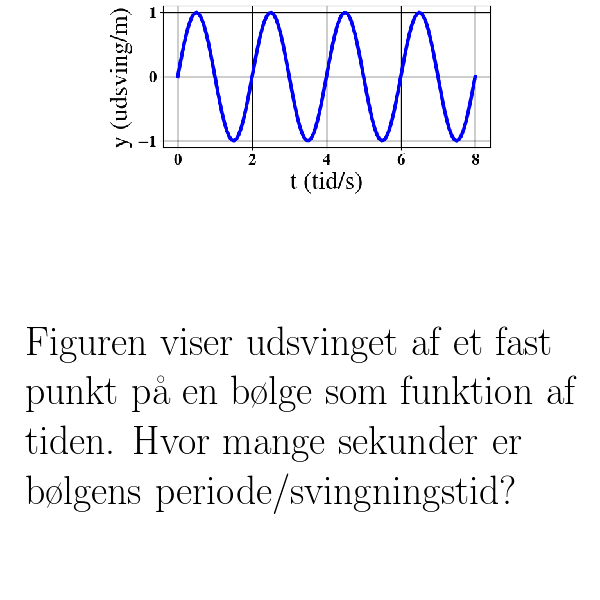 1
0
−1
y (udsving/m)
0 2 4 6 8
t (tid/s)
Figuren viser udsvinget af et fast
punkt på en bølge som funktion af
tiden. Hvor mange sekunder er
bølgens periode/svingningstid?